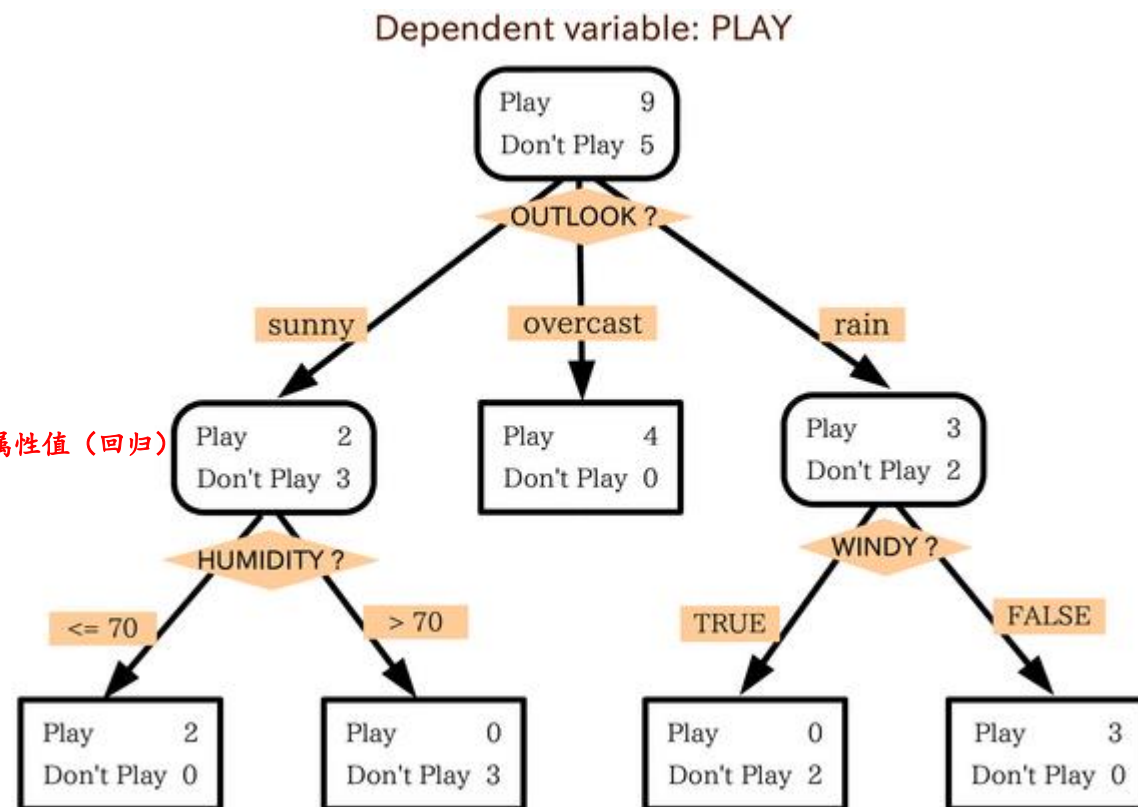 Dependent variable: PLAY
Play 9
Don't Play 5
OUTLOOK ?
sunny
overcast
rain
属性值（回归）
Play 2
Don't Play 3
Play 4
Don't Play 0
Play 3
Don't Play 2
HUMIDITY ?
WINDY ?
<= 70
> 70
TRUE
FALSE
Play 2
Don't Play 0
Play 0
Don't Play 3
Play 0
Don't Play 2
Play 3
Don't Play 0